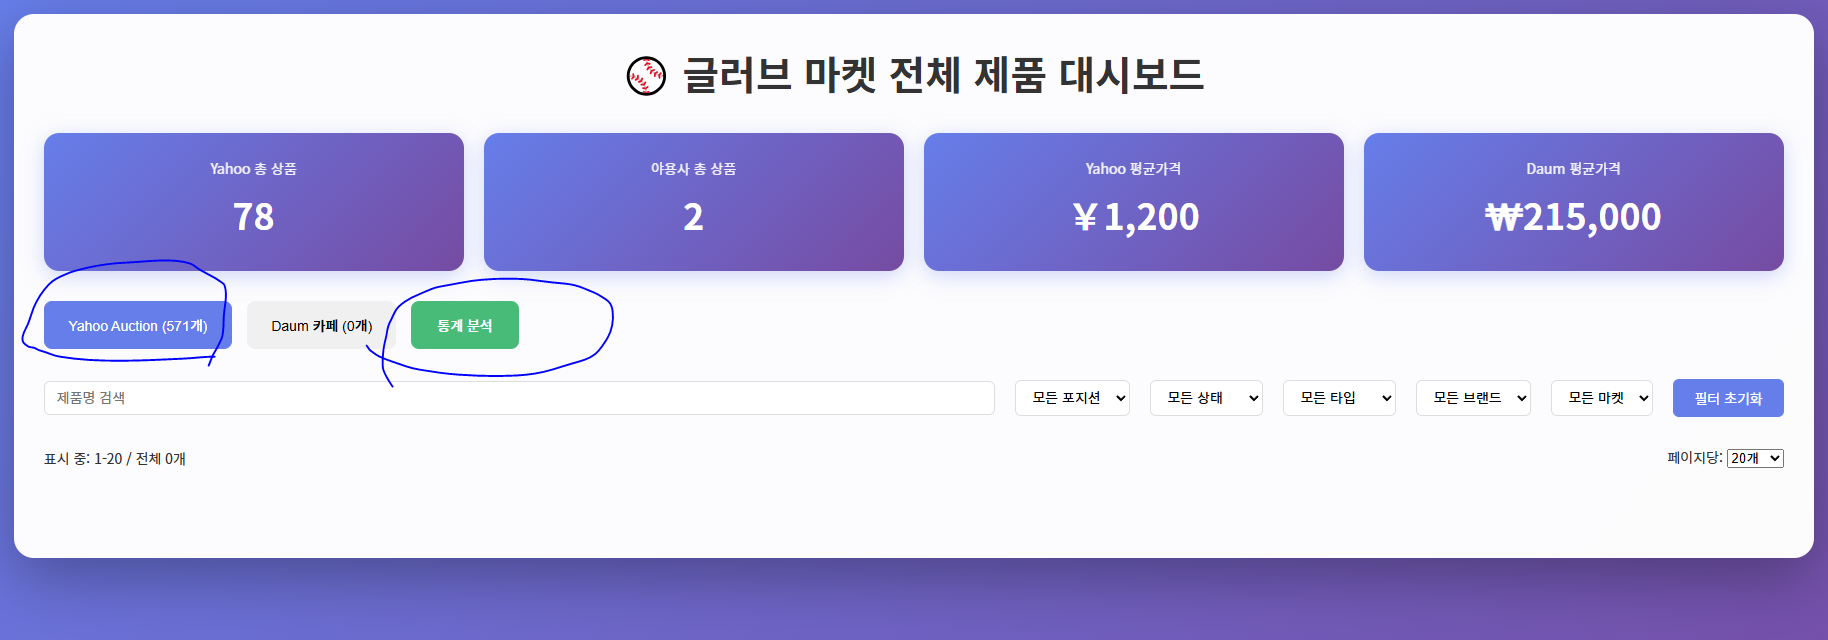 글러브 마켓 전체 제품 대시보드
Yahoo 총 상품
78
야용사 총 상품
2
Yahoo 평균가격
¥1,200
Daum 평균가격
₩215,000
Yahoo Auction (571개)
Daum 카페 (0개)
통계 분석
제품명 검색
모든 포지션
모든 상태
모든 타입
모든 브랜드
모든 마켓
필터 초기화
표시 중: 1-20 / 전체 0개
페이지당: 20개